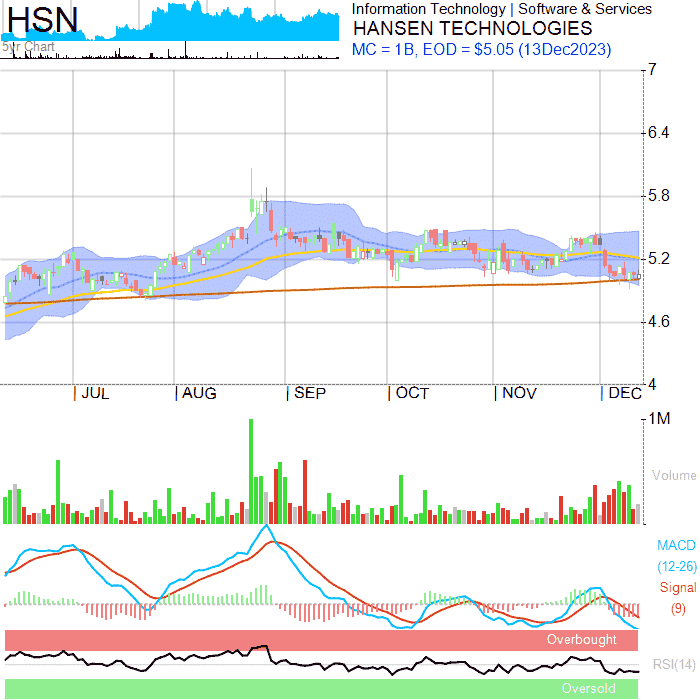 HSN
5yr Chart
Information Technology | Software & Services
HANSEN TECHNOLOGIES
MC = 1B, EOD = $5.05 (13Dec2023)
7
6.4
5.8
5.2
4.6
4
| JUL | AUG | SEP | OCT | NOV | DEC
1M
Volume
MACD
(12-26)
Signal
(9)
Overbought
RSI(14)
Oversold